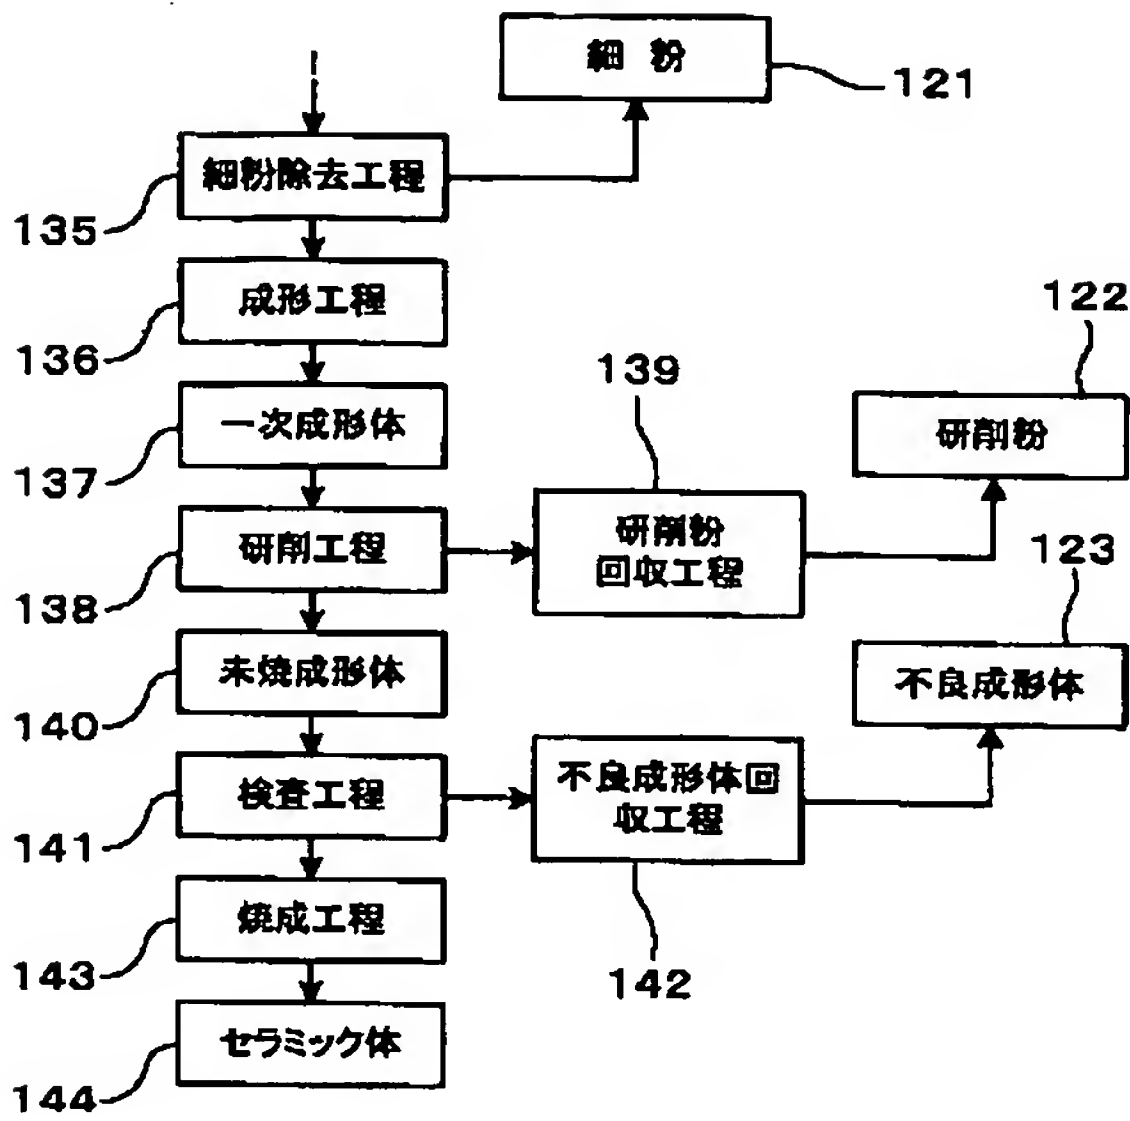 細粉
121
細粉除去工程
135
成形工程
136
122
139
一次成形体
研削粉
137
研削工程
研削粉
回収工程
138
123
未焼成形体
不良成形体
140
検査工程
不良成形体回
収工程
141
焼成工程
143
142
セラミック体
144